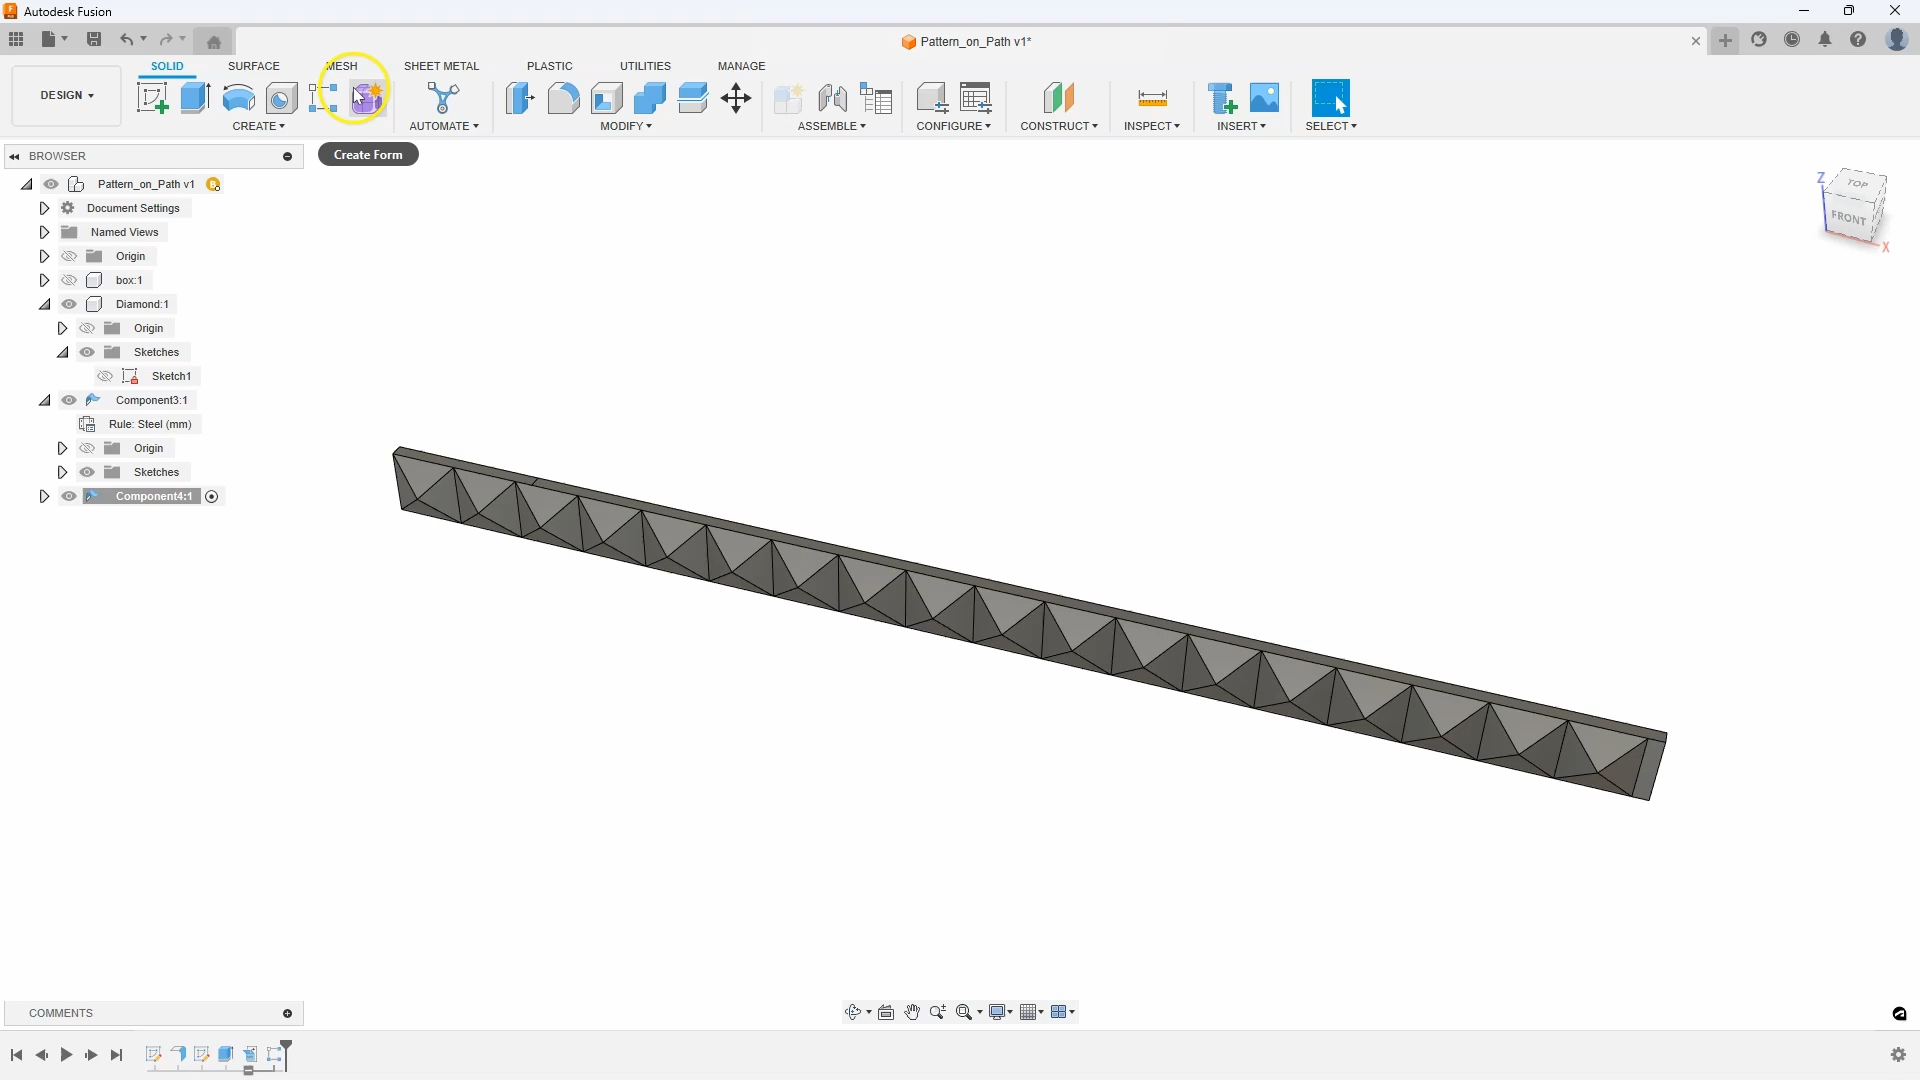 Autodesk Fusion
Pattern_on_Path v1*
SOLID SURFACE MESH SHEET METAL PLASTIC UTILITIES MANAGE
DESIGN
CREATE AUTOMATE MODIFY ASSEMBLE CONFIGURE CONSTRUCT INSPECT INSERT SELECT
BROWSER
Create Form
Pattern_on_Path v1
Document Settings
Named Views
Origin
box:1
Diamond:1
Origin
Sketches
Sketch1
Component3:1
Rule: Steel (mm)
Origin
Sketches
Component4:1
Z
TOP
FRONT
X
COMMENTS